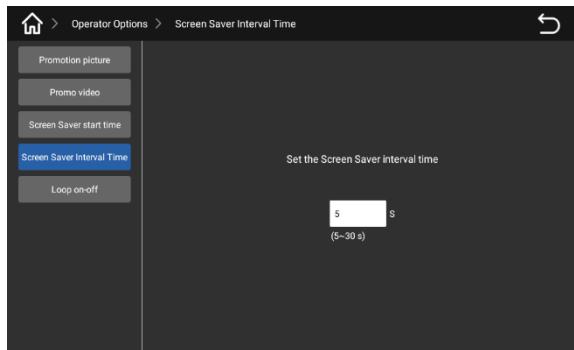 > Operator Options > Screen Saver Interval Time
Promotion picture
Promo video
Screen Saver start time
Screen Saver Interval Time
Loop on-off
Set the Screen Saver interval time
5 S
(5~30 s)